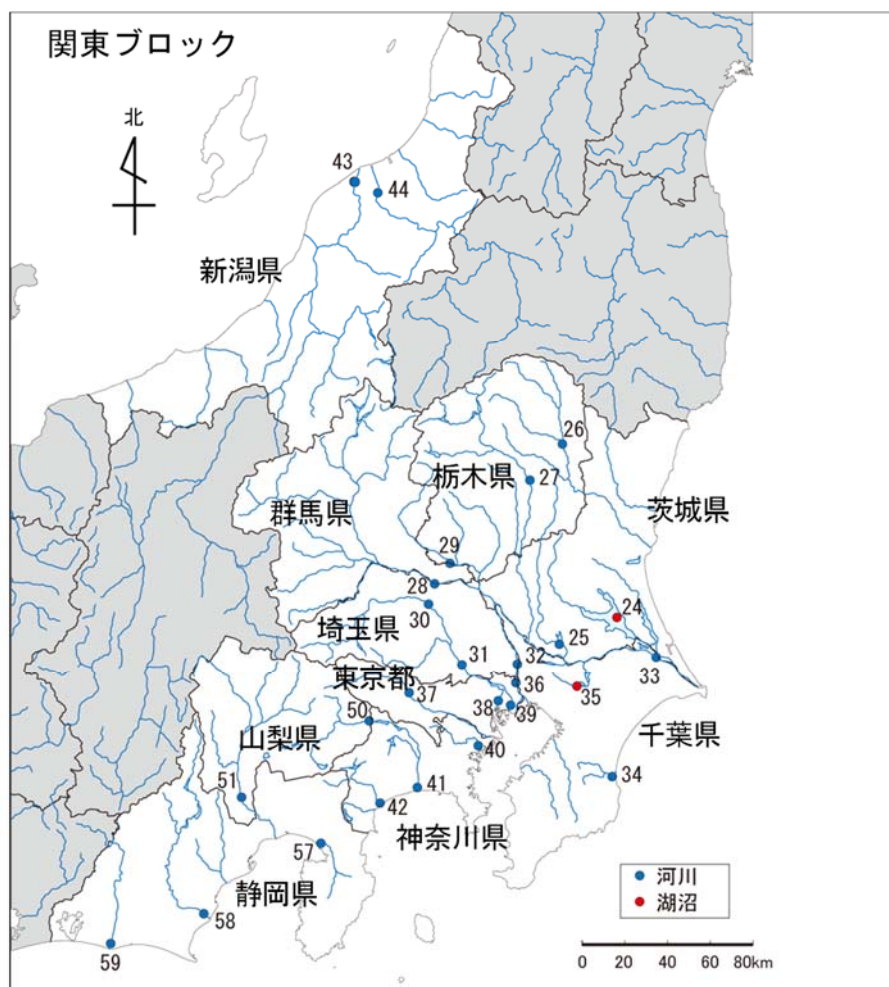 関東ブロック
北
43
44
新潟県
26
栃木県
27
群馬県
茨城県
29
28
24
30
埼玉県
25
31
32
33
東京都
36
37
35
38
39
50
千葉県
山梨県
40
34
51
41
42
神奈川県
57
静岡県
58
59
河川
湖沼
0 20 40 60 80km